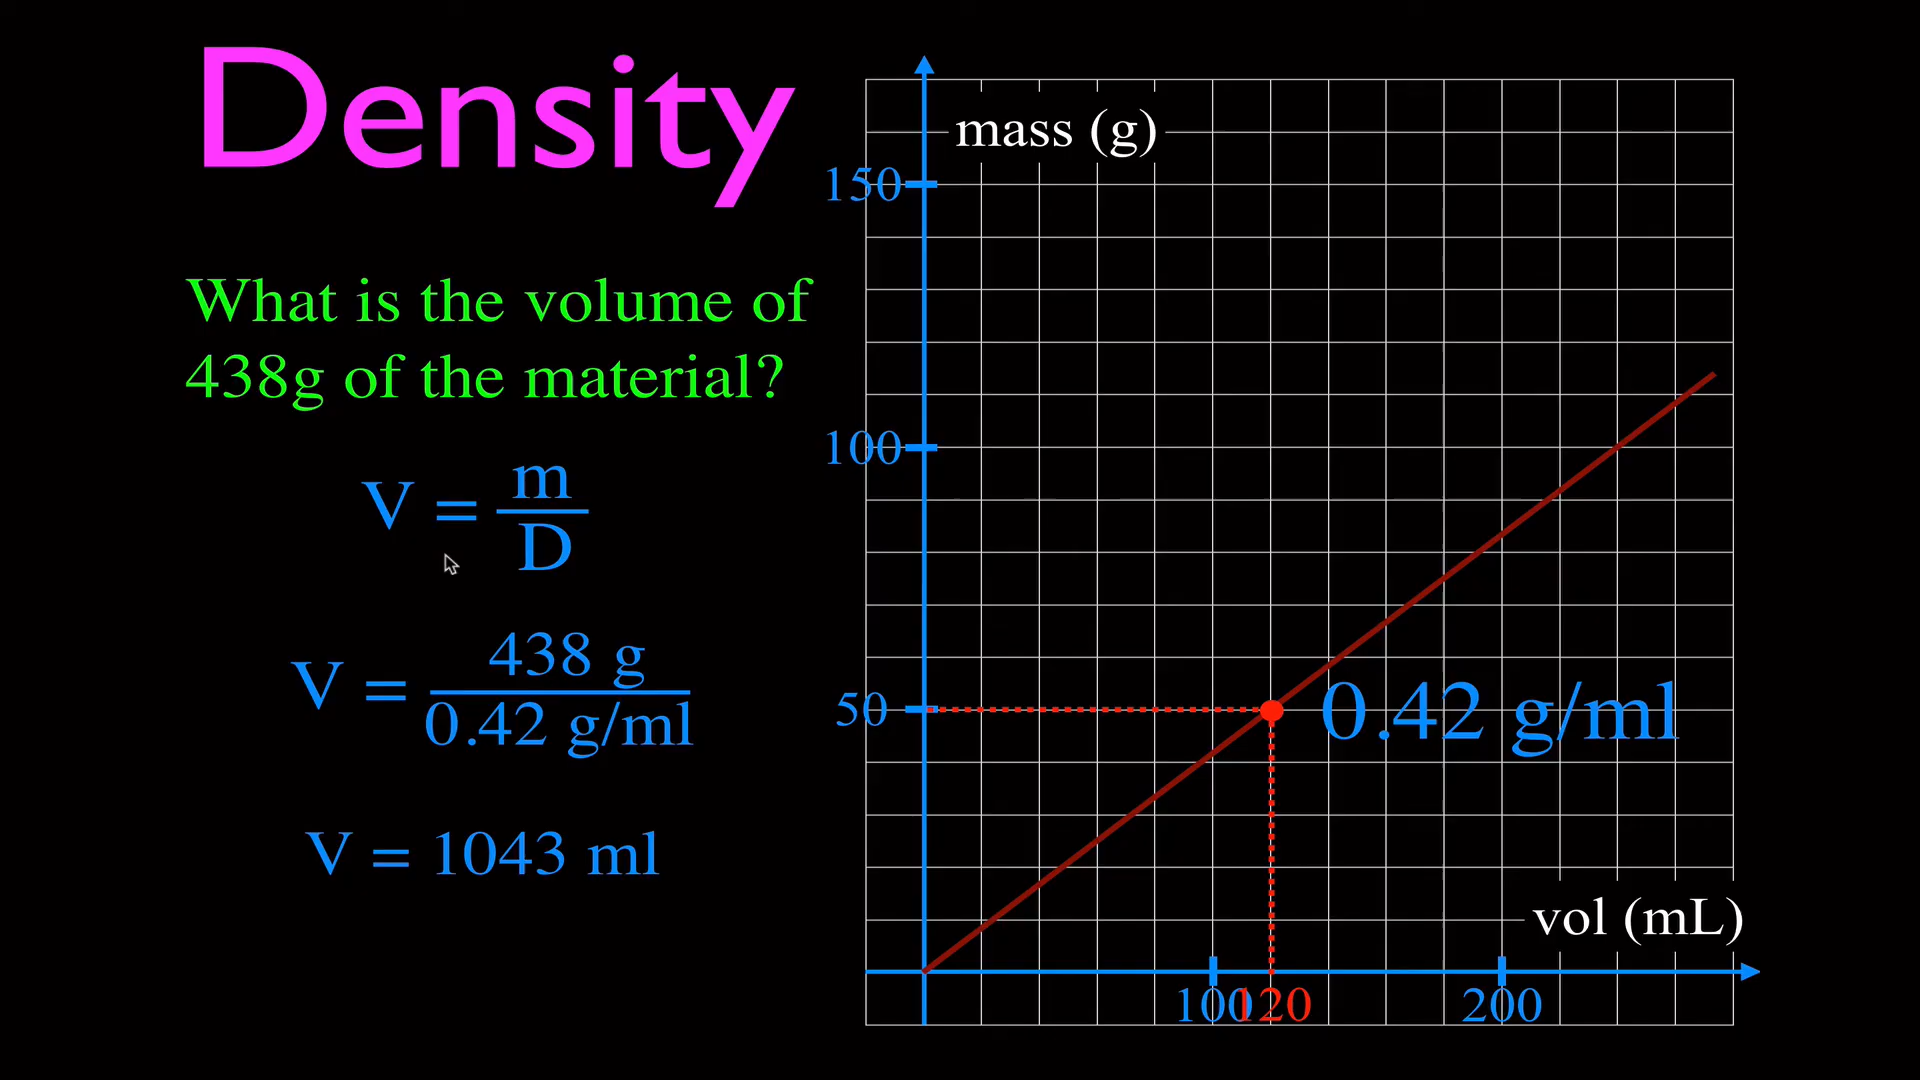 Density
What is the volume of
438g of the material?
V = m
D
V = 438 g
0.42 g/ml
V = 1043 ml
mass (g)
150
100
50
0.42 g/ml
vol (mL)
100 120 200